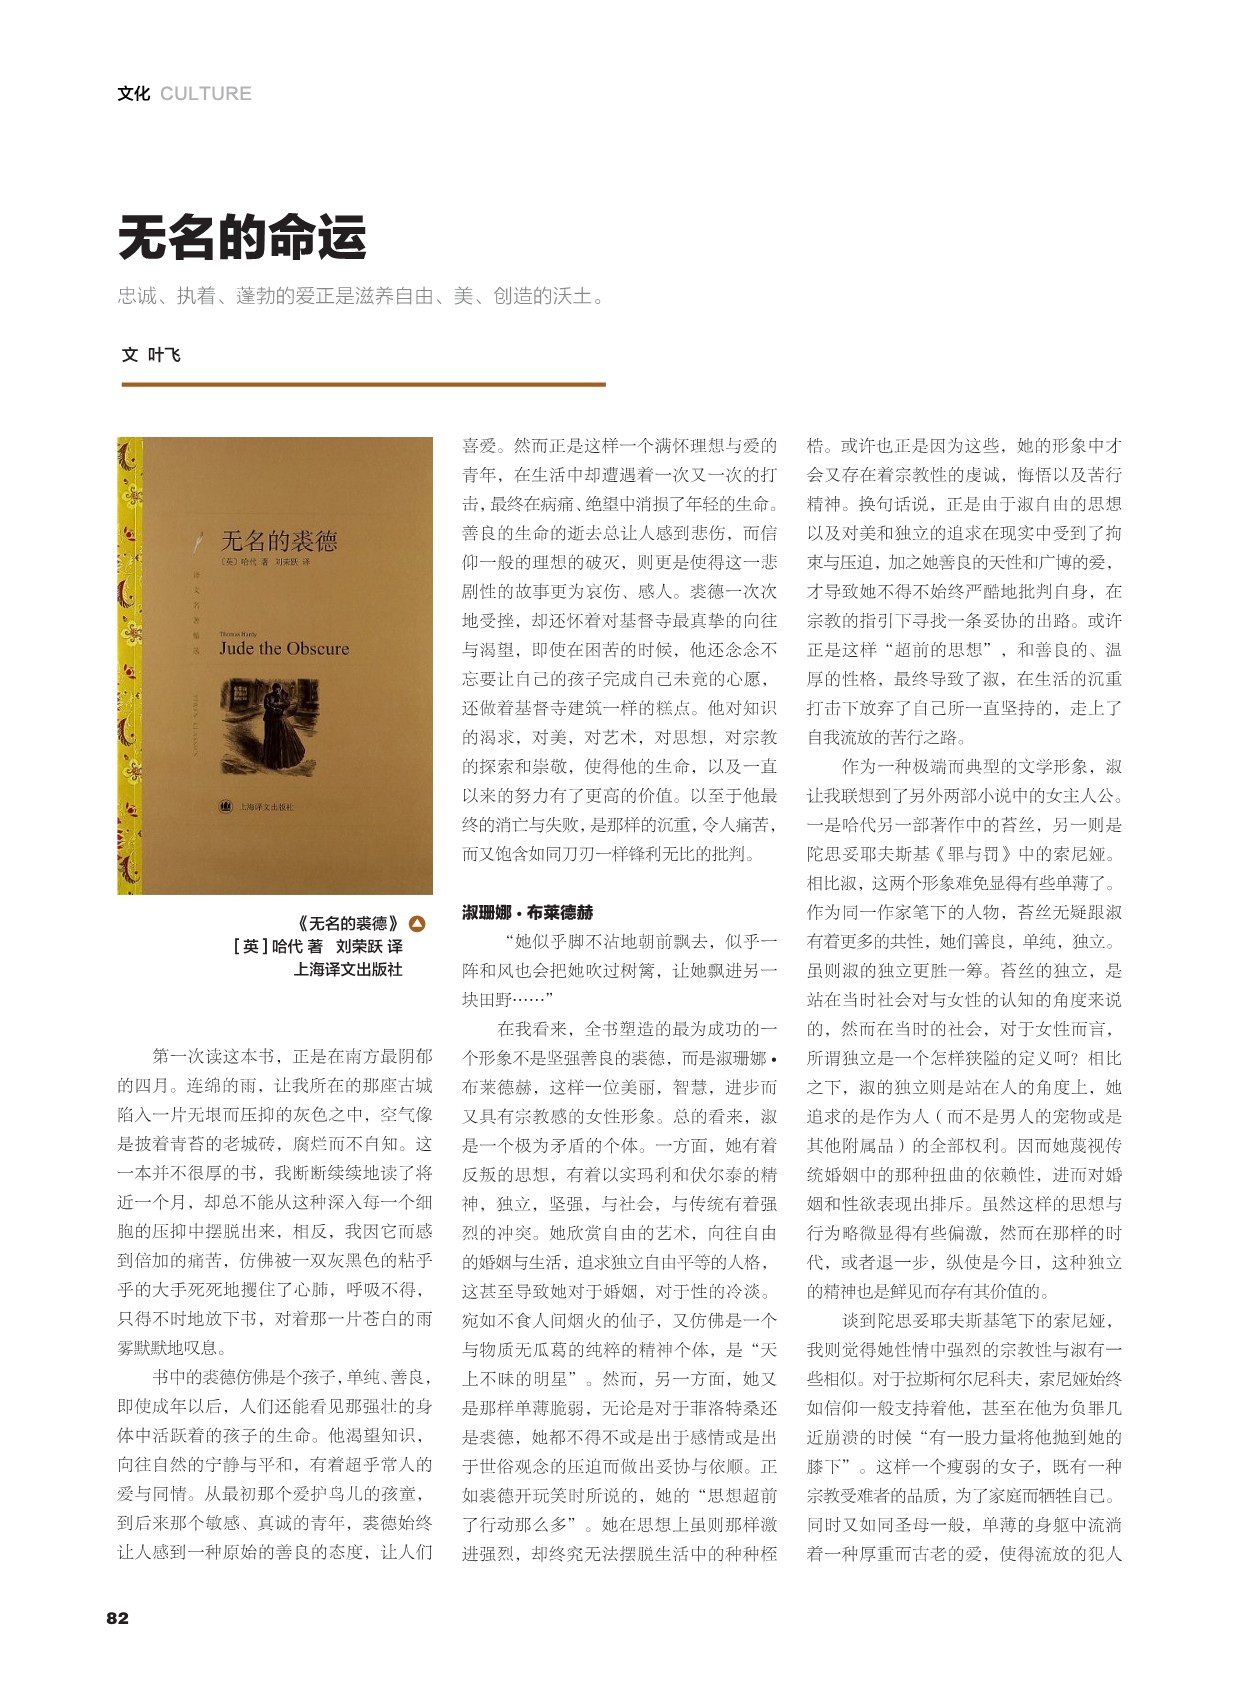 文化 CULTURE
无名的命运
忠诚、执着、蓬勃的爱正是滋养自由、美、创造的沃土。
文 叶飞
无名的裘德
[英]哈代 著 刘荣跃 译
Thomas Hardy
Jude the Obscure
上海译文出版社
《无名的裘德》
[英]哈代 著 刘荣跃 译
上海译文出版社
第一次读这本书，正是在南方最阴郁
的四月。连绵的雨，让我所在的那座古城
陷入一片无垠而压抑的灰色之中，空气像
是披着青苔的老城砖，腐烂而不自知。这
一本并不很厚的书，我断断续续地读了将
近一个月，却总不能从这种深入每一个细
胞的压抑中摆脱出来，相反，我因它而感
到倍加的痛苦，仿佛被一双灰黑色的粘乎
乎的大手死死地攫住了心肺，呼吸不得，
只得不时地放下书，对着那一片苍白的雨
雾默默地叹息。
书中的裘德仿佛是个孩子，单纯、善良，
即使成年以后，人们还能看见那强壮的身
体中活跃着的孩子的生命。他渴望知识，
向往自然的宁静与平和，有着超乎常人的
爱与同情。从最初那个爱护鸟儿的孩童，
到后来那个敏感、真诚的青年，裘德始终
让人感到一种原始的善良的态度，让人们
喜爱。然而正是这样一个满怀理想与爱的
青年，在生活中却遭遇着一次又一次的打
击，最终在病痛、绝望中消损了年轻的生命。
善良的生命的逝去总让人感到悲伤，而信
仰一般的理想的破灭，则更是使得这一悲
剧性的故事更为哀伤、感人。裘德一次次
地受挫，却还怀着对基督寺最真挚的向往
与渴望，即使在困苦的时候，他还念念不
忘要让自己的孩子完成自己未竟的心愿，
还做着基督寺建筑一样的糕点。他对知识
的渴求，对美，对艺术，对思想，对宗教
的探索和崇敬，使得他的生命，以及一直
以来的努力有了更高的价值。以至于他最
终的消亡与失败，是那样的沉重，令人痛苦，
而又饱含如同刀刃一样锋利无比的批判。
淑珊娜·布莱德赫
“她似乎脚不沾地朝前飘去，似乎一
阵和风也会把她吹过树篱，让她飘进另一
块田野……”
在我看来，全书塑造的最为成功的一
个形象不是坚强善良的裘德，而是淑珊娜·
布莱德赫，这样一位美丽，智慧，进步而
又具有宗教感的女性形象。总的看来，淑
是一个极为矛盾的个体。一方面，她有着
反叛的思想，有着以实玛利和伏尔泰的精
神，独立，坚强，与社会，与传统有着强
烈的冲突。她欣赏自由的艺术，向往自由
的婚姻与生活，追求独立自由平等的人格，
这甚至导致她对于婚姻，对于性的冷淡。
宛如不食人间烟火的仙子，又仿佛是一个
与物质无瓜葛的纯粹的精神个体，是“天
上不昧的明星”。然而，另一方面，她又
是那样单薄脆弱，无论是对于菲洛特桑还
是裘德，她都不得不或是出于感情或是出
于世俗观念的压迫而做出妥协与依顺。正
如裘德开玩笑时所说的，她的“思想超前
了行动那么多”。她在思想上虽则那样激
进强烈，却终究无法摆脱生活中的种种桎
梏。或许也正是因为这些，她的形象中才
会又存在着宗教性的虔诚，悔悟以及苦行
精神。换句话说，正是由于淑自由的思想
以及对美和独立的追求在现实中受到了拘
束与压迫，加之她善良的天性和广博的爱，
才导致她不得不始终严酷地批判自身，在
宗教的指引下寻找一条妥协的出路。或许
正是这样“超前的思想”，和善良的、温
厚的性格，最终导致了淑，在生活的沉重
打击下放弃了自己所一直坚持的，走上了
自我流放的苦行之路。
作为一种极端而典型的文学形象，淑
让我联想到了另外两部小说中的女主人公。
一是哈代另一部著作中的苔丝，另一则是
陀思妥耶夫斯基《罪与罚》中的索尼娅。
相比淑，这两个形象难免显得有些单薄了。
作为同一作家笔下的人物，苔丝无疑跟淑
有着更多的共性，她们善良，单纯，独立。
虽则淑的独立更胜一筹。苔丝的独立，是
站在当时社会对与女性的认知的角度来说
的，然而在当时的社会，对于女性而言，
所谓独立是一个怎样狭隘的定义呵？相比
之下，淑的独立则是站在人的角度上，她
追求的是作为人（而不是男人的宠物或是
其他附属品）的全部权利。因而她蔑视传
统婚姻中的那种扭曲的依赖性，进而对婚
姻和性欲表现出排斥。虽然这样的思想与
行为略微显得有些偏激，然而在那样的时
代，或者退一步，纵使是今日，这种独立
的精神也是鲜见而存有其价值的。
谈到陀思妥耶夫斯基笔下的索尼娅，
我则觉得她性情中强烈的宗教性与淑有一
些相似。对于拉斯柯尔尼科夫，索尼娅始终
如信仰一般支持着他，甚至在他为负罪几
近崩溃的时候“有一股力量将他抛到她的
膝下”。这样一个瘦弱的女子，既有一种
宗教受难者的品质，为了家庭而牺牲自己。
同时又如同圣母一般，单薄的身躯中流淌
着一种厚重而古老的爱，使得流放的犯人
82